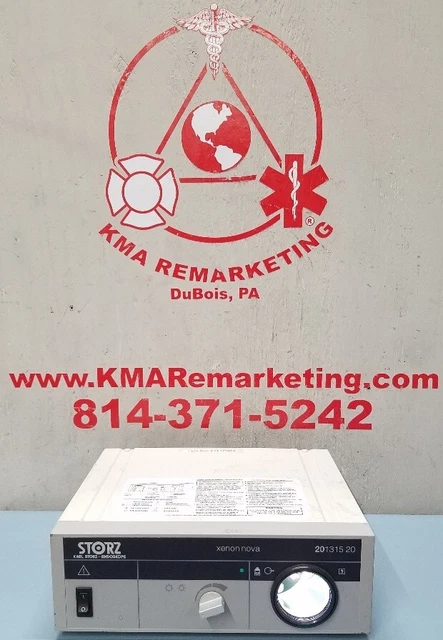 KMA REMARKETING
®
DuBois, PA
www.KMARemarketing.com
814-371-5242
STORZ
KARL STORZ - ENDOSKOPE
xenon nova
20131520